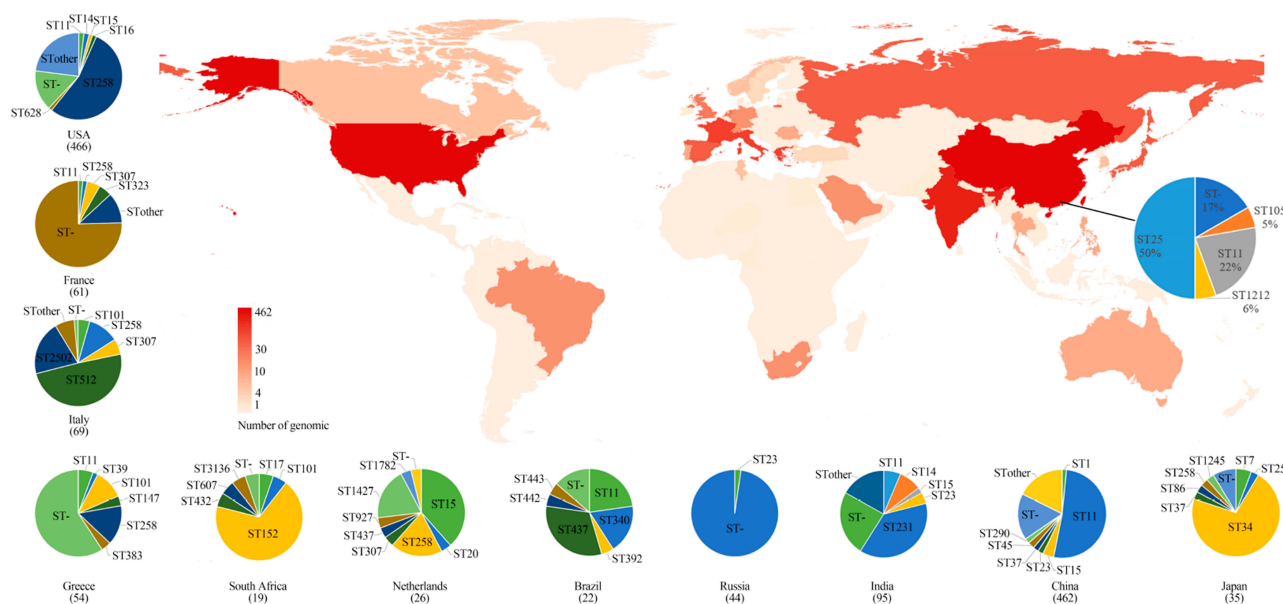 ST11
ST14
ST15
ST16
STother
ST-
ST258
ST628
USA
(466)
ST11
ST258
ST307
ST323
STother
ST-
France
(61)
STother
ST-
ST101
ST258
ST307
ST2502
ST512
Italy
(69)
462
30
10
4
1
Number of genomic
ST-
17%
ST105
5%
ST25
50%
ST11
22%
ST1212
6%
ST11
ST39
ST101
ST147
ST258
ST383
ST-
Greece
(54)
ST3136
ST-
ST17
ST101
ST607
ST432
ST152
South Africa
(19)
ST-
ST1782
ST1427
ST15
ST927
ST437
ST307
ST258
ST20
Netherlands
(26)
ST443
ST-
ST11
ST442
ST340
ST437
ST392
Brazil
(22)
ST23
ST-
Russia
(44)
STother
ST11
ST14
ST15
ST23
ST-
ST231
India
(95)
STother
ST1
ST-
ST11
ST290
ST45
ST37
ST23
ST15
China
(462)
ST1245
ST258
ST-
ST7
ST25
ST86
ST37
ST34
Japan
(35)